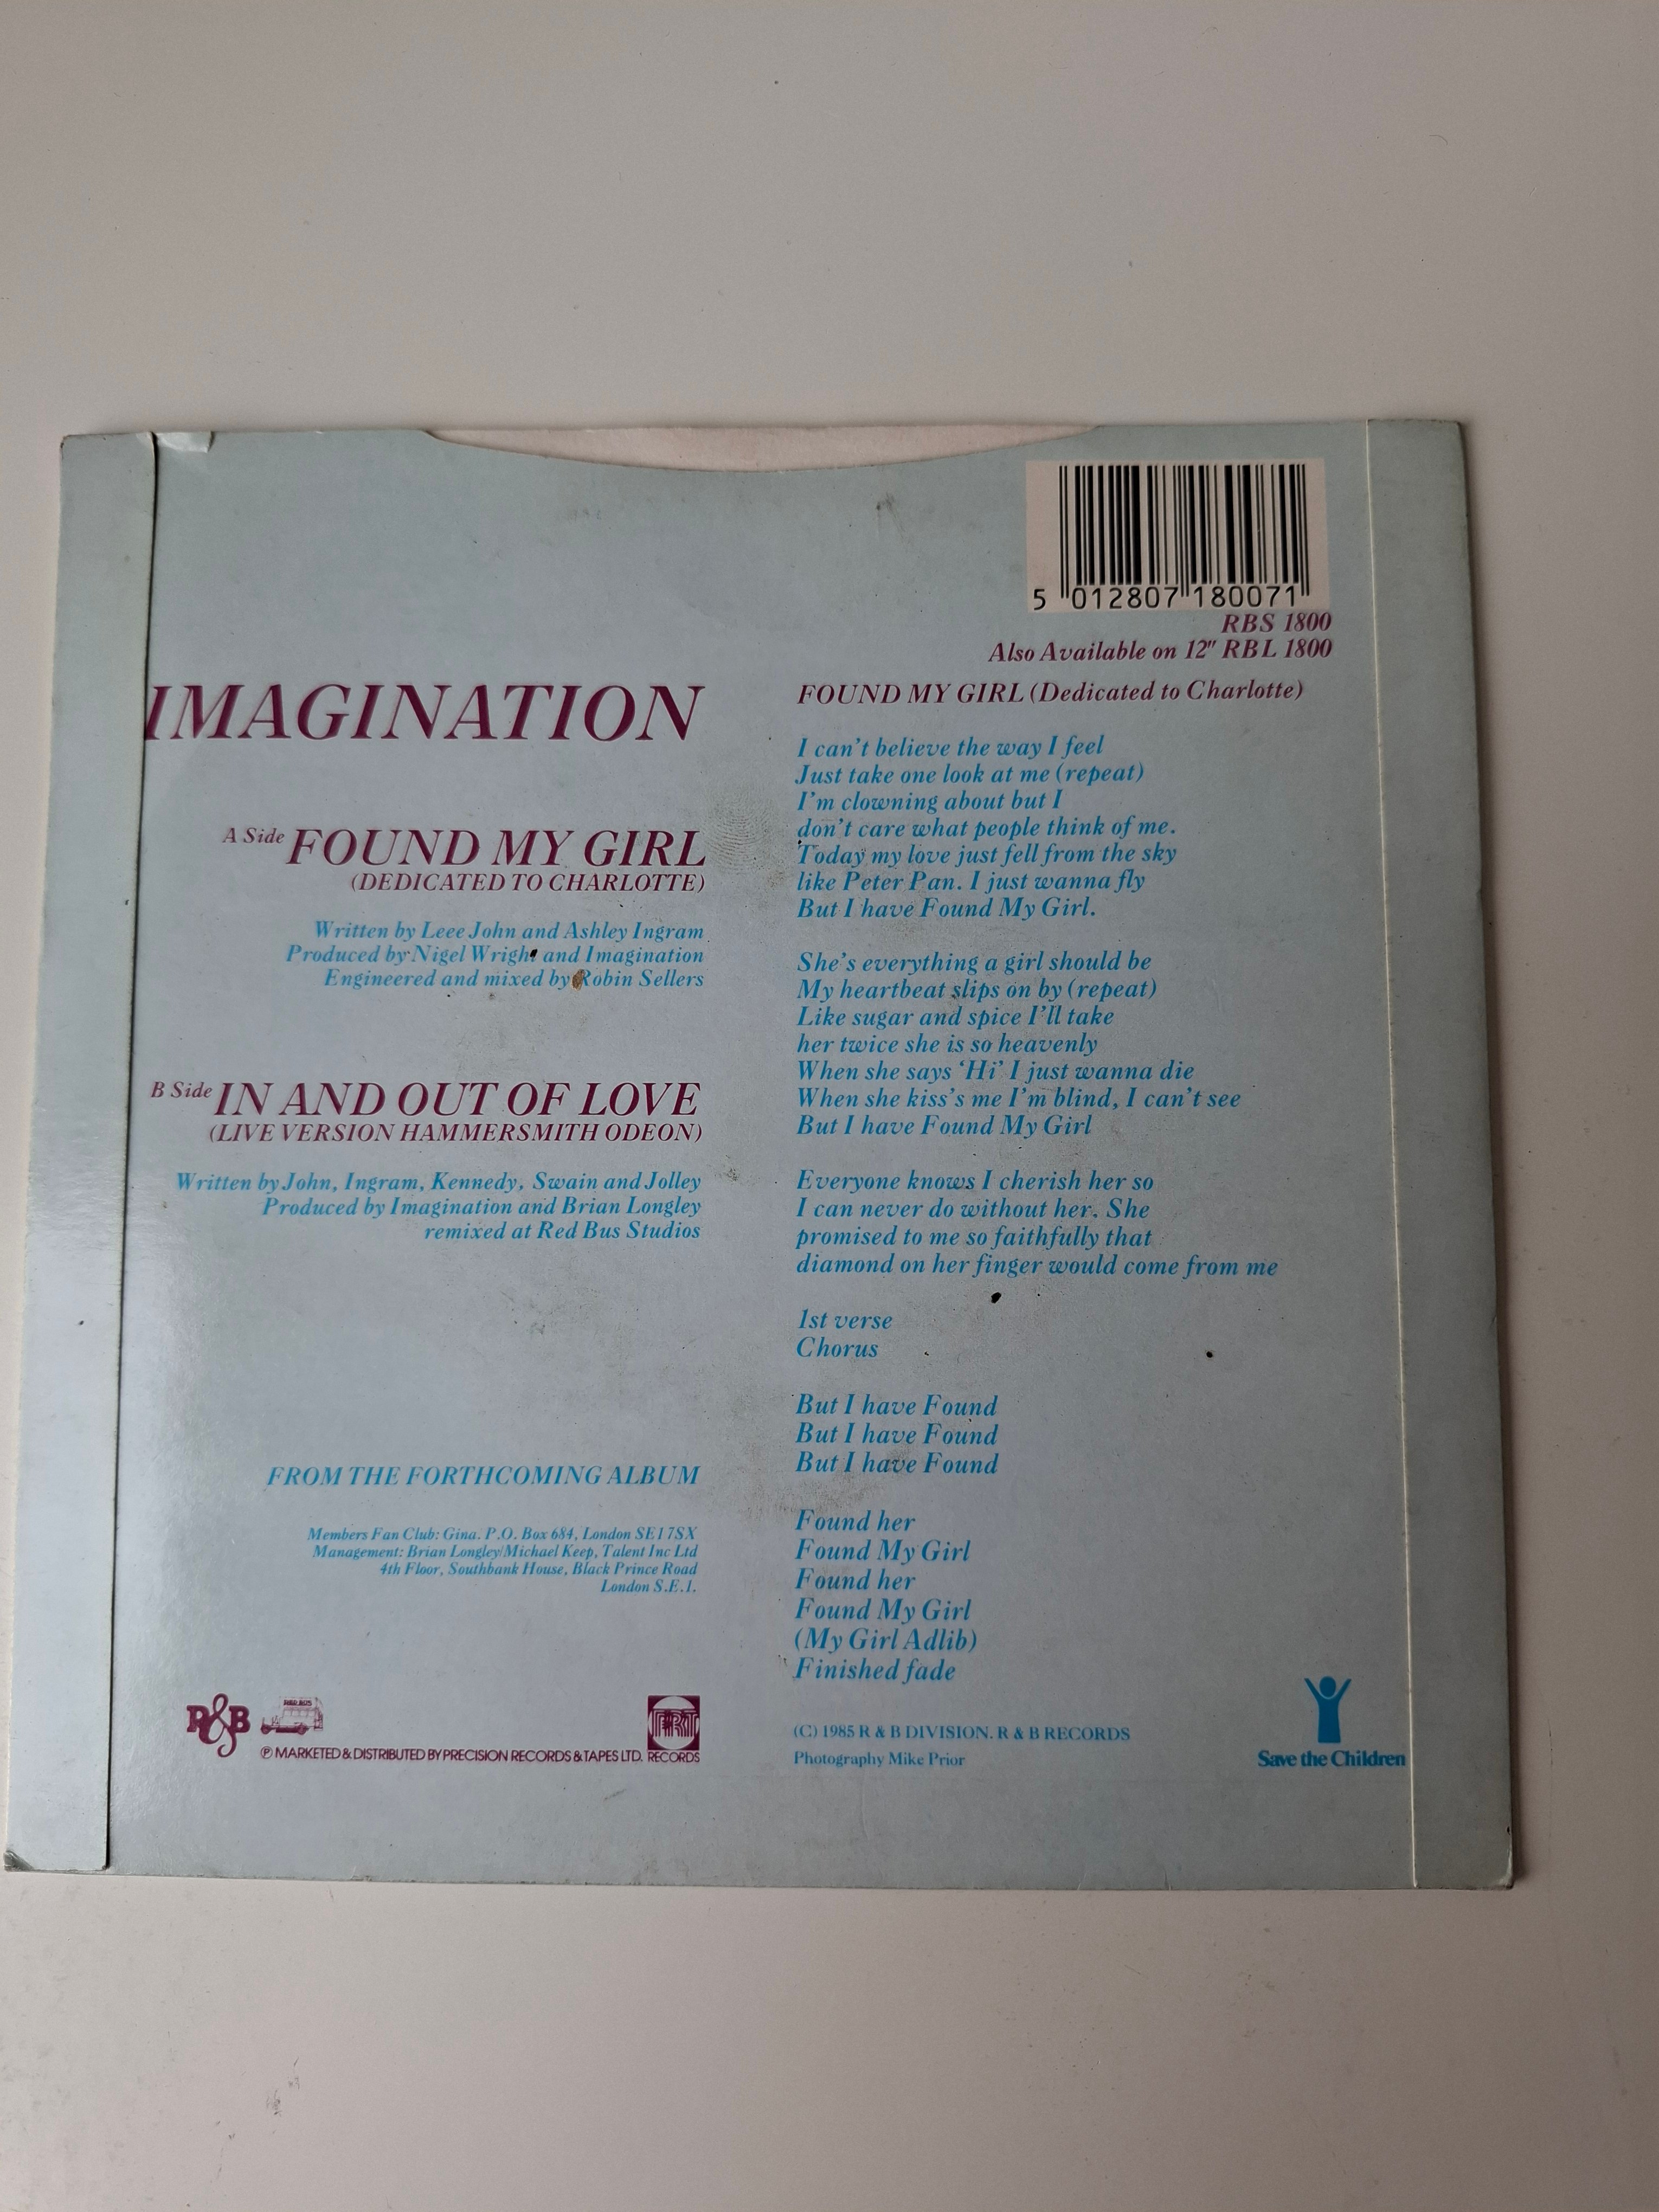 IMAGINATION
A Side FOUND MY GIRL
(DEDICATED TO CHARLOTTE)
Written by Leee John and Ashley Ingram
Produced by Nigel Wright and Imagination
Engineered and mixed by Robin Sellers
B Side IN AND OUT OF LOVE
(LIVE VERSION HAMMERSMITH ODEON)
Written by John, Ingram, Kennedy, Swain and Jolley
Produced by Imagination and Brian Longley
remixed at Red Bus Studios
FROM THE FORTHCOMING ALBUM
Members Fan Club: Gina. P.O. Box 684, London SE1 7SX
Management: Brian Longley/Michael Keep, Talent Inc Ltd
4th Floor, Southbank House, Black Prince Road
London S.E.1.
R&B
RED BUS
PRT
℗ MARKETED & DISTRIBUTED BY PRECISION RECORDS & TAPES LTD. RECORDS
5 012807 180071
RBS 1800
Also Available on 12" RBL 1800
FOUND MY GIRL (Dedicated to Charlotte)
I can't believe the way I feel
Just take one look at me (repeat)
I'm clowning about but I
don't care what people think of me.
Today my love just fell from the sky
like Peter Pan. I just wanna fly
But I have Found My Girl.
She's everything a girl should be
My heartbeat slips on by (repeat)
Like sugar and spice I'll take
her twice she is so heavenly
When she says 'Hi' I just wanna die
When she kiss's me I'm blind, I can't see
But I have Found My Girl
Everyone knows I cherish her so
I can never do without her. She
promised to me so faithfully that
diamond on her finger would come from me
1st verse
Chorus
But I have Found
But I have Found
But I have Found
Found her
Found My Girl
Found her
Found My Girl
(My Girl Adlib)
Finished fade
(C) 1985 R & B DIVISION. R & B RECORDS
Photography Mike Prior
Save the Children